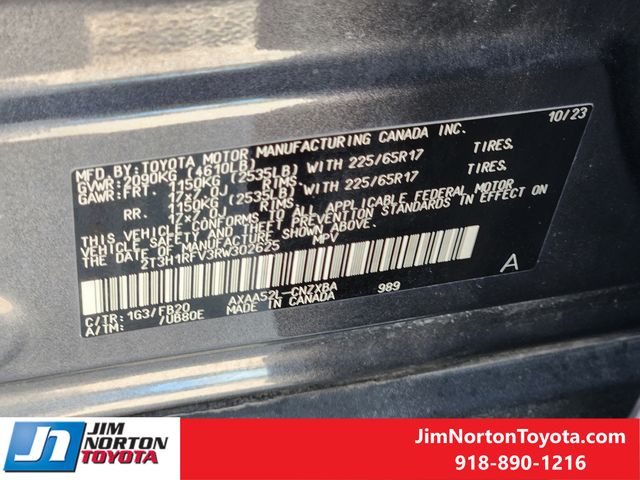 10/23
MFD. BY: TOYOTA MOTOR MANUFACTURING CANADA INC.
GVWR: 2090KG (4610LB)
GAWR: FRT. 1150KG (2535LB) WITH 225/65R17 TIRES.
17X7.0J RIMS
RR. 1150KG (2535LB) WITH 225/65R17 TIRES.
17X7.0J RIMS
THIS VEHICLE CONFORMS TO ALL APPLICABLE FEDERAL MOTOR
VEHICLE SAFETY AND THEFT PREVENTION STANDARDS IN EFFECT ON
THE DATE OF MANUFACTURE SHOWN ABOVE.
2T3H1RFV3RW302625 MPV
A
AXAA52L-CNZXBA 989
C/TR: 1G3/FB20 MADE IN CANADA
A/TM: /UB80E
JN JIM
NORTON
TOYOTA
JimNortonToyota.com
918-890-1216